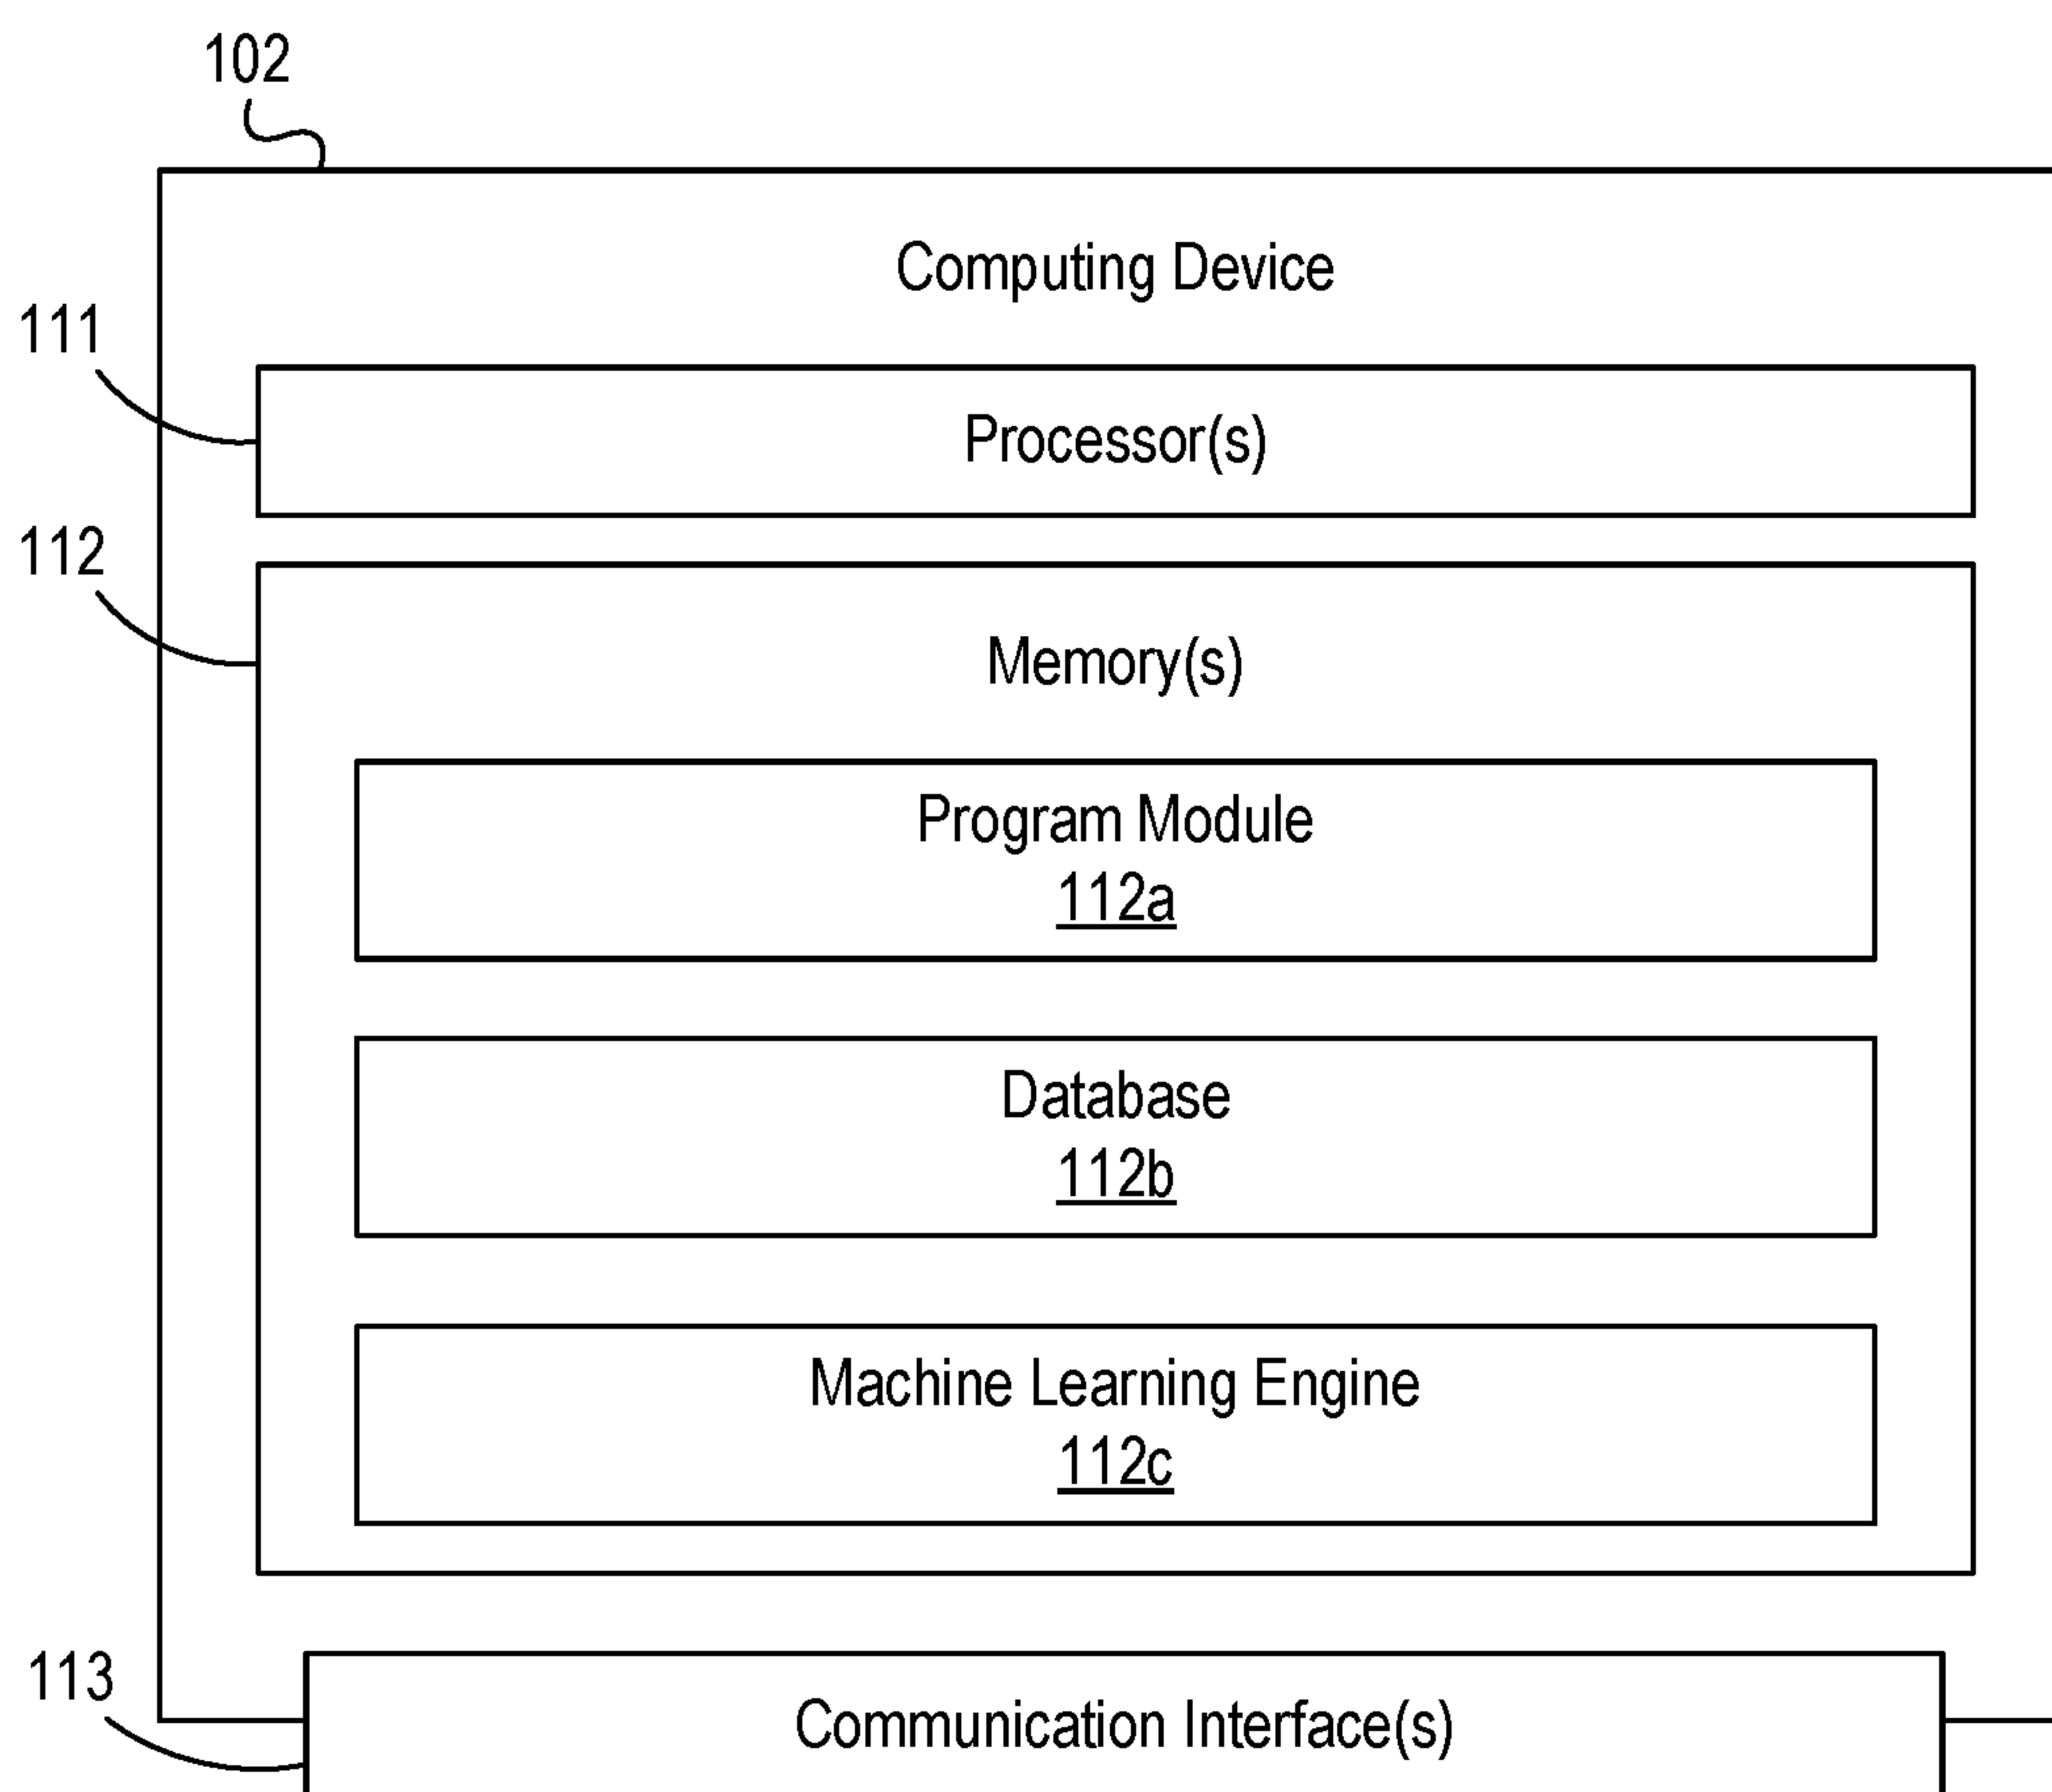 102
Computing Device
111
Processor(s)
112
Memory(s)
Program Module
112a
Database
112b
Machine Learning Engine
112c
113
Communication Interface(s)